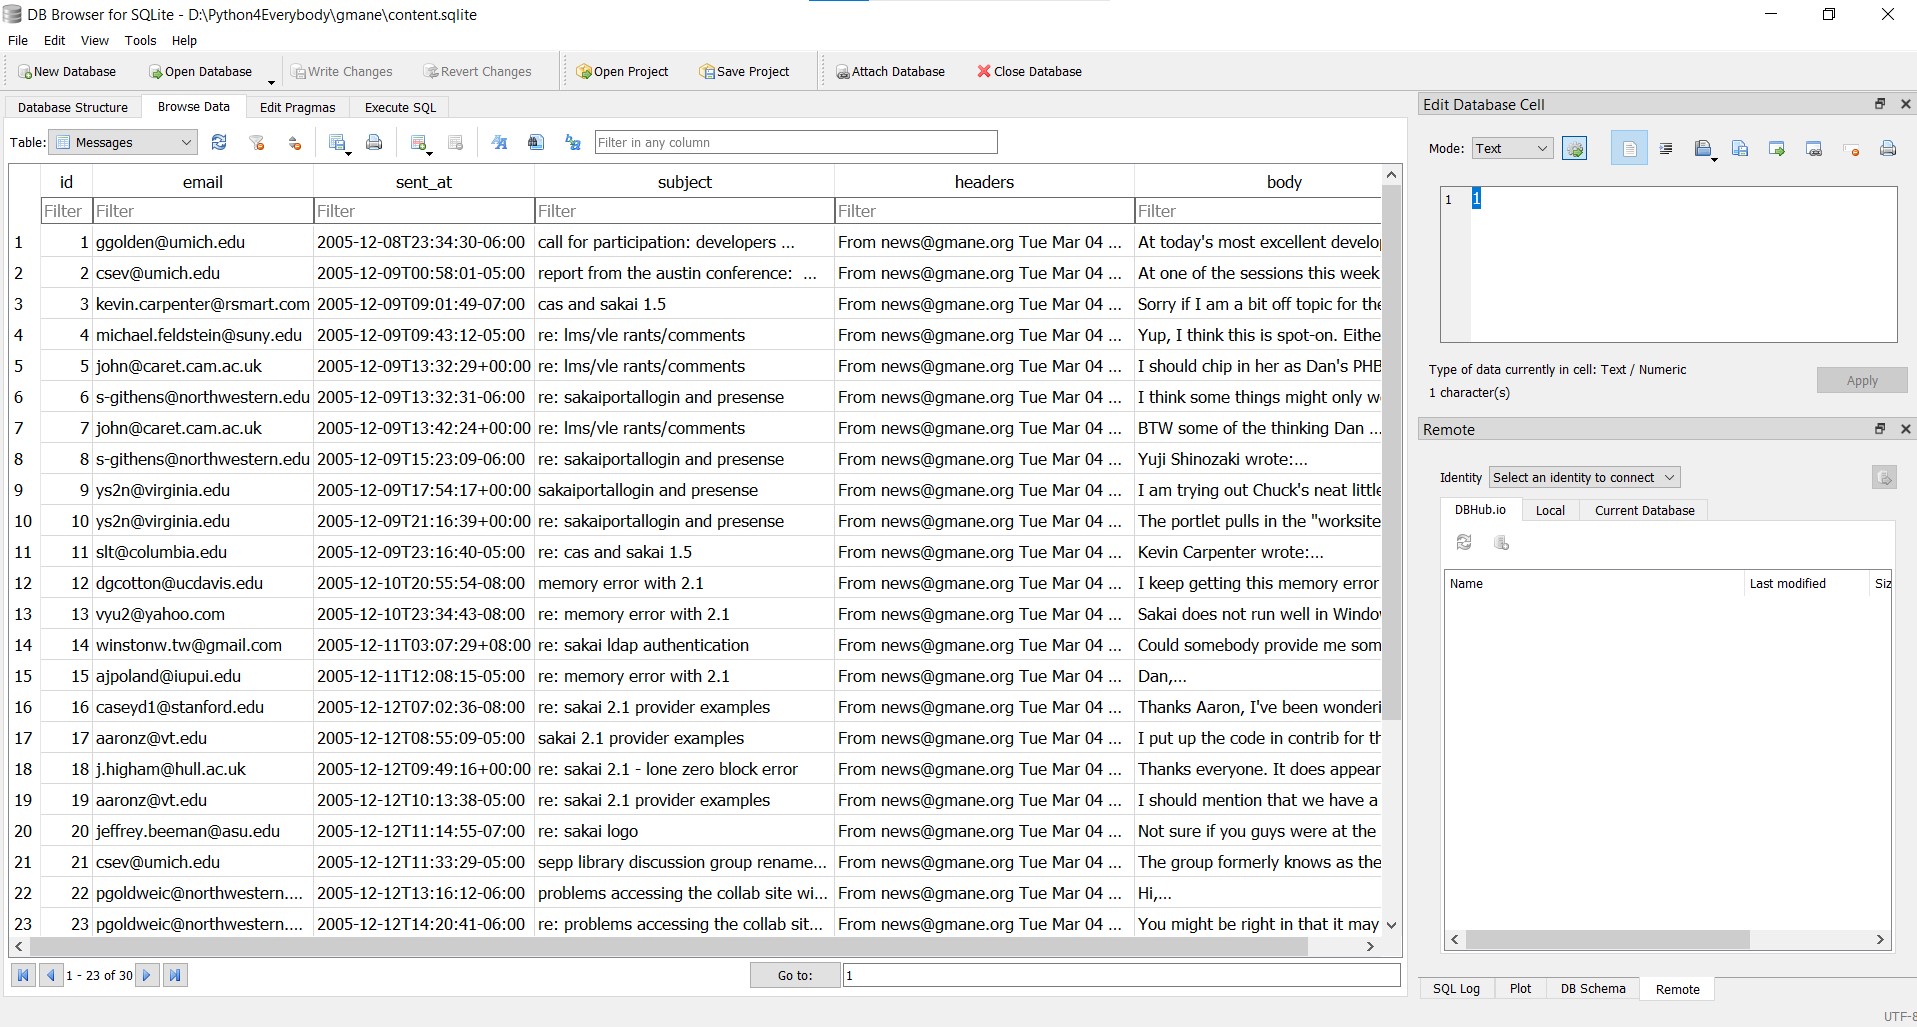 DB Browser for SQLite - D:\Python4Everybody\gmane\content.sqlite
File Edit View Tools Help
New Database Open Database Write Changes Revert Changes Open Project Save Project Attach Database Close Database
Database Structure Browse Data Edit Pragmas Execute SQL
Table: Messages Filter in any column
id email sent_at subject headers body
Filter Filter Filter Filter Filter Filter
1 1 ggolden@umich.edu 2005-12-08T23:34:30-06:00 call for participation: developers ... From news@gmane.org Tue Mar 04 ... At today's most excellent develo
2 2 csev@umich.edu 2005-12-09T00:58:01-05:00 report from the austin conference: ... From news@gmane.org Tue Mar 04 ... At one of the sessions this week
3 3 kevin.carpenter@rsmart.com 2005-12-09T09:01:49-07:00 cas and sakai 1.5 From news@gmane.org Tue Mar 04 ... Sorry if I am a bit off topic for the
4 4 michael.feldstein@suny.edu 2005-12-09T09:43:12-05:00 re: lms/vle rants/comments From news@gmane.org Tue Mar 04 ... Yup, I think this is spot-on. Eithe
5 5 john@caret.cam.ac.uk 2005-12-09T13:32:29+00:00 re: lms/vle rants/comments From news@gmane.org Tue Mar 04 ... I should chip in her as Dan's PHB
6 6 s-githens@northwestern.edu 2005-12-09T13:32:31-06:00 re: sakaiportallogin and presense From news@gmane.org Tue Mar 04 ... I think some things might only w
7 7 john@caret.cam.ac.uk 2005-12-09T13:42:24+00:00 re: lms/vle rants/comments From news@gmane.org Tue Mar 04 ... BTW some of the thinking Dan ...
8 8 s-githens@northwestern.edu 2005-12-09T15:23:09-06:00 re: sakaiportallogin and presense From news@gmane.org Tue Mar 04 ... Yuji Shinozaki wrote:...
9 9 ys2n@virginia.edu 2005-12-09T17:54:17+00:00 sakaiportallogin and presense From news@gmane.org Tue Mar 04 ... I am trying out Chuck's neat little
10 10 ys2n@virginia.edu 2005-12-09T21:16:39+00:00 re: sakaiportallogin and presense From news@gmane.org Tue Mar 04 ... The portlet pulls in the "worksite
11 11 slt@columbia.edu 2005-12-09T23:16:40-05:00 re: cas and sakai 1.5 From news@gmane.org Tue Mar 04 ... Kevin Carpenter wrote:...
12 12 dgcotton@ucdavis.edu 2005-12-10T20:55:54-08:00 memory error with 2.1 From news@gmane.org Tue Mar 04 ... I keep getting this memory error
13 13 vyu2@yahoo.com 2005-12-10T23:34:43-08:00 re: memory error with 2.1 From news@gmane.org Tue Mar 04 ... Sakai does not run well in Windo
14 14 winstonw.tw@gmail.com 2005-12-11T03:07:29+08:00 re: sakai ldap authentication From news@gmane.org Tue Mar 04 ... Could somebody provide me som
15 15 ajpoland@iupui.edu 2005-12-11T12:08:15-05:00 re: memory error with 2.1 From news@gmane.org Tue Mar 04 ... Dan,...
16 16 caseyd1@stanford.edu 2005-12-12T07:02:36-08:00 re: sakai 2.1 provider examples From news@gmane.org Tue Mar 04 ... Thanks Aaron, I've been wonderi
17 17 aaronz@vt.edu 2005-12-12T08:55:09-05:00 sakai 2.1 provider examples From news@gmane.org Tue Mar 04 ... I put up the code in contrib for th
18 18 j.higham@hull.ac.uk 2005-12-12T09:49:16+00:00 re: sakai 2.1 - lone zero block error From news@gmane.org Tue Mar 04 ... Thanks everyone. It does appear
19 19 aaronz@vt.edu 2005-12-12T10:13:38-05:00 re: sakai 2.1 provider examples From news@gmane.org Tue Mar 04 ... I should mention that we have a
20 20 jeffrey.beeman@asu.edu 2005-12-12T11:14:55-07:00 re: sakai logo From news@gmane.org Tue Mar 04 ... Not sure if you guys were at the
21 21 csev@umich.edu 2005-12-12T11:33:29-05:00 sepp library discussion group rename... From news@gmane.org Tue Mar 04 ... The group formerly knows as the
22 22 pgoldweic@northwestern.... 2005-12-12T13:16:12-06:00 problems accessing the collab site wi... From news@gmane.org Tue Mar 04 ... Hi,...
23 23 pgoldweic@northwestern.... 2005-12-12T14:20:41-06:00 re: problems accessing the collab sit... From news@gmane.org Tue Mar 04 ... You might be right in that it may
1 - 23 of 30 Go to: 1
Edit Database Cell
Mode: Text
1 1
Type of data currently in cell: Text / Numeric
1 character(s)
Apply
Remote
Identity Select an identity to connect
DBHub.io Local Current Database
Name Last modified Siz
SQL Log Plot DB Schema Remote
UTF-8